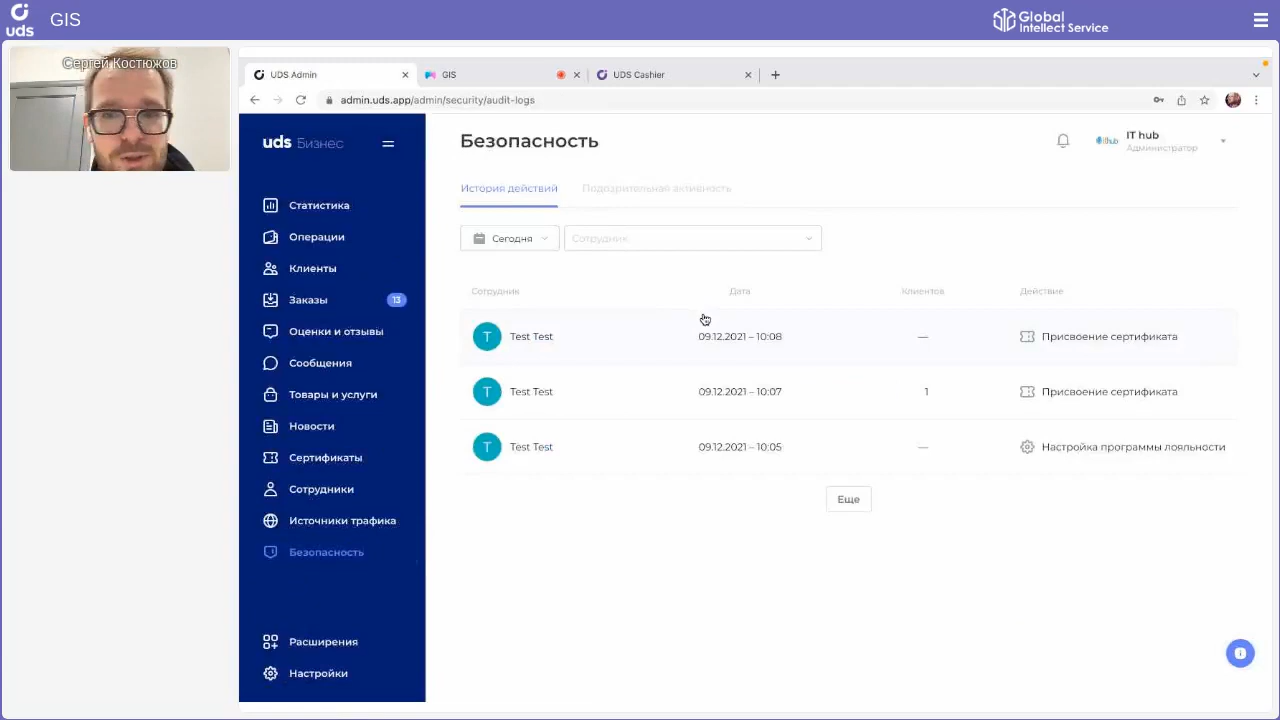 uds
GIS
Global
Intellect Service
Сергей Костюжов
UDS Admin
GIS
UDS Cashier
admin.uds.app/admin/security/audit-logs
uds Бизнес
Безопасность
IT hub
Администратор
История действий
Подозрительная активность
Сегодня
Сотрудник
Статистика
Операции
Клиенты
Заказы
13
Оценки и отзывы
Сообщения
Товары и услуги
Новости
Сертификаты
Сотрудники
Источники трафика
Безопасность
Расширения
Настройки
Сотрудник Дата Клиентов Действие
T Test Test 09.12.2021 – 10:08 — Присвоение сертификата
T Test Test 09.12.2021 – 10:07 1 Присвоение сертификата
T Test Test 09.12.2021 – 10:05 — Настройка программы лояльности
Еще